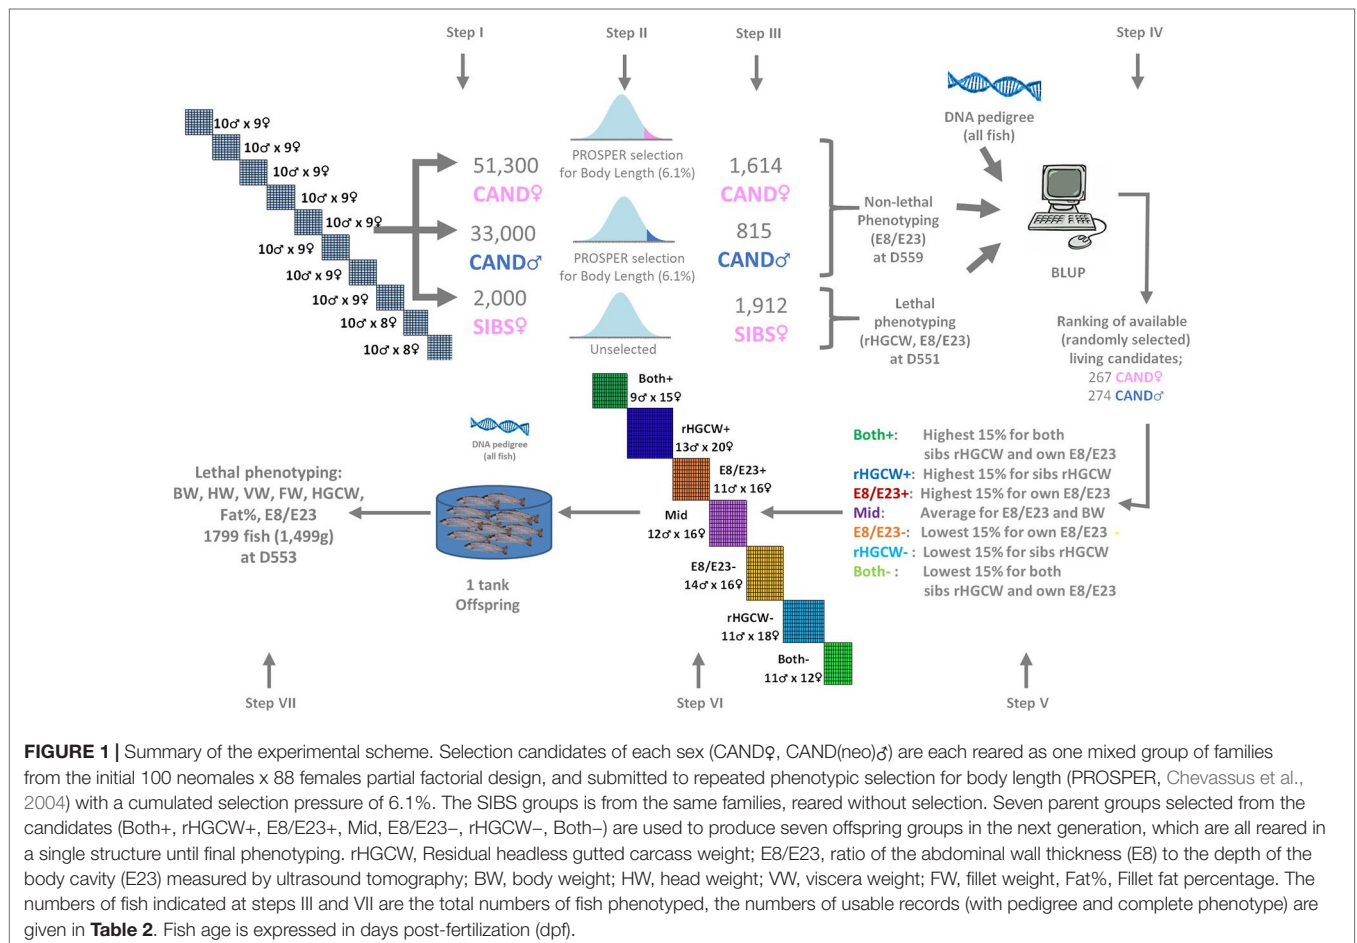 Step I
Step II
Step III
Step IV
10♂ x 9♀
10♂ x 9♀
10♂ x 9♀
10♂ x 9♀
10♂ x 9♀
10♂ x 9♀
10♂ x 9♀
10♂ x 9♀
10♂ x 8♀
10♂ x 8♀
51,300
CAND♀
33,000
CAND♂
2,000
SIBS♀
PROSPER selection
for Body Length (6.1%)
PROSPER selection
for Body Length (6.1%)
Unselected
1,614
CAND♀
815
CAND♂
1,912
SIBS♀
Non-lethal
Phenotyping
(E8/E23)
at D559
Lethal
phenotyping
(rHGCW, E8/E23)
at D551
DNA pedigree
(all fish)
BLUP
Ranking of available
(randomly selected)
living candidates;
267 CAND♀
274 CAND♂
Both+: Highest 15% for both
sibs rHGCW and own E8/E23
rHGCW+: Highest 15% for sibs rHGCW
E8/E23+: Highest 15% for own E8/E23
Mid: Average for E8/E23 and BW
E8/E23-: Lowest 15% for own E8/E23 -
rHGCW- : Lowest 15% for sibs rHGCW
Both- : Lowest 15% for both
sibs rHGCW and own E8/E23
Both+
9♂ x 15♀
rHGCW+
13♂ x 20♀
E8/E23+
11♂ x 16♀
Mid
12♂ x 16♀
E8/E23-
14♂ x 16♀
rHGCW-
11♂ x 18♀
Both-
11♂ x 12♀
DNA pedigree
(all fish)
1 tank
Offspring
Lethal phenotyping:
BW, HW, VW, FW, HGCW,
Fat%, E8/E23
1799 fish (1,499g)
at D553
Step VII
Step VI
Step V
FIGURE 1 | Summary of the experimental scheme. Selection candidates of each sex (CAND♀, CAND(neo)♂) are each reared as one mixed group of families
from the initial 100 neomales x 88 females partial factorial design, and submitted to repeated phenotypic selection for body length (PROSPER, Chevassus et al.,
2004) with a cumulated selection pressure of 6.1%. The SIBS groups is from the same families, reared without selection. Seven parent groups selected from the
candidates (Both+, rHGCW+, E8/E23+, Mid, E8/E23−, rHGCW−, Both−) are used to produce seven offspring groups in the next generation, which are all reared in
a single structure until final phenotyping. rHGCW, Residual headless gutted carcass weight; E8/E23, ratio of the abdominal wall thickness (E8) to the depth of the
body cavity (E23) measured by ultrasound tomography; BW, body weight; HW, head weight; VW, viscera weight; FW, fillet weight, Fat%, Fillet fat percentage. The
numbers of fish indicated at steps III and VII are the total numbers of fish phenotyped, the numbers of usable records (with pedigree and complete phenotype) are
given in Table 2. Fish age is expressed in days post-fertilization (dpf).